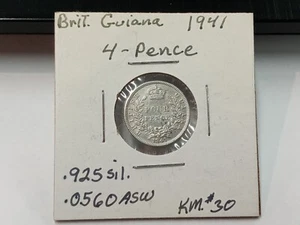 Brit. Guiana 1941
4-Pence
.925 sil.
.0560 ASW
KM.#30